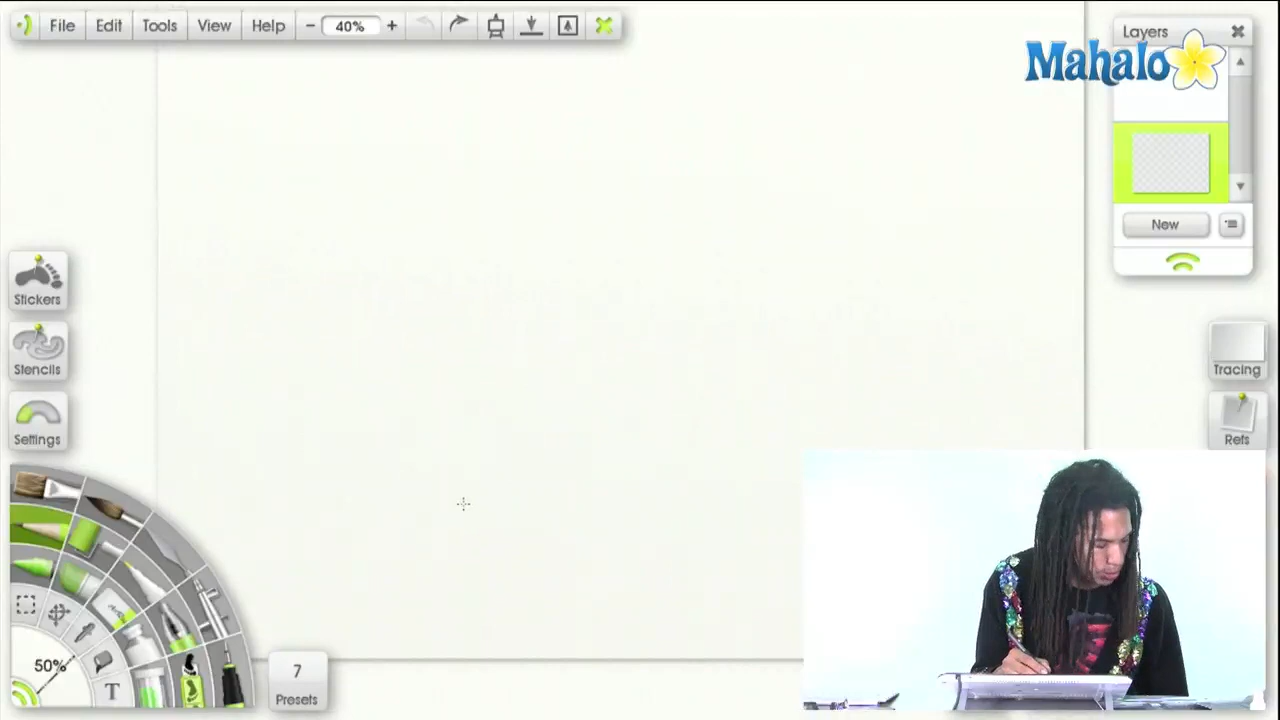 File Edit Tools View Help − 40% +
Layers
Mahalo
New
Stickers
Stencils
Settings
Tracing
Refs
50%
T
7
Presets